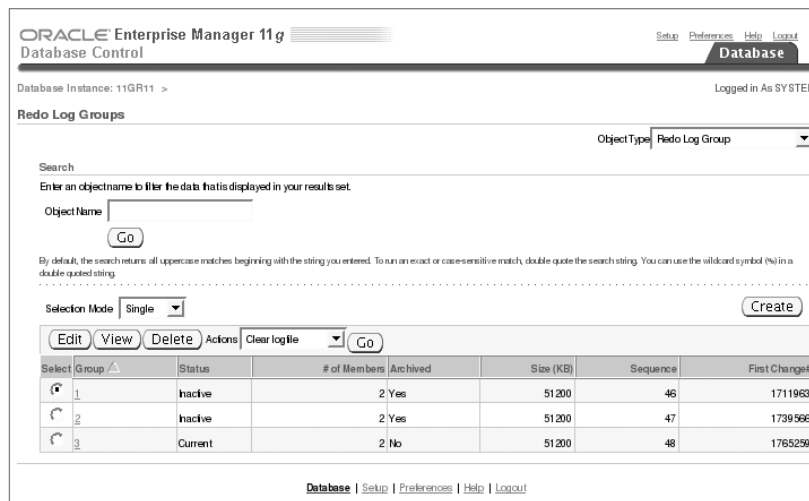 ORACLE Enterprise Manager 11g
Database Control
Setup Preferences Help Logout
Database
Database Instance: 11GR11 >
Logged in As SYSTE
Redo Log Groups
Object Type Redo Log Group
Search
Enter an object name to filter the data that is displayed in your results set.
Object Name
Go
By default, the search returns all uppercase matches beginning with the string you entered. To run an exact or case-sensitive match, double quote the search string. You can use the wildcard symbol (%) in a
double quoted string.
Selection Mode Single
Create
Edit View Delete Actions Clear logfile Go
Select Group Status # of Members Archived Size (KB) Sequence First Change#
1 Inactive 2 Yes 51200 46 1711963
2 Inactive 2 Yes 51200 47 1739566
3 Current 2 No 51200 48 1765259
Database | Setup | Preferences | Help | Logout